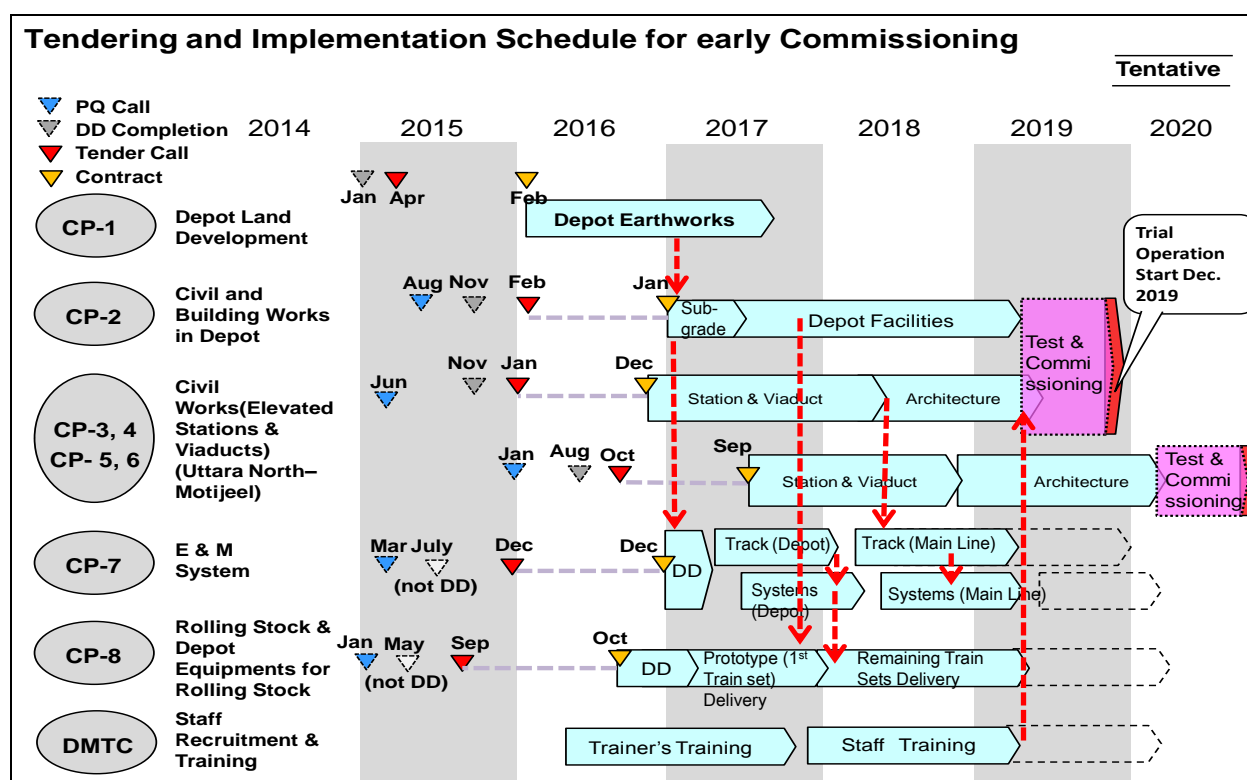 Tendering and Implementation Schedule for early Commissioning
Tentative
PQ Call
DD Completion
Tender Call
Contract
2014 2015 2016 2017 2018 2019 2020
Jan Apr Feb
CP-1
Depot Land
Development
Depot Earthworks
Trial
Operation
Start Dec.
2019
CP-2
Civil and
Building Works
in Depot
Aug Nov Feb Jan
Sub-
grade
Depot Facilities
Test &
Commi
ssioning
CP-3, 4
CP- 5, 6
Civil
Works(Elevated
Stations &
Viaducts)
(Uttara North–
Motijeel)
Jun Nov Jan Dec
Station & Viaduct
Architecture
Jan Aug Oct Sep
Station & Viaduct
Architecture
Test &
Commi
ssioning
CP-7
E & M
System
Mar July
(not DD)
Dec Dec
DD
Track (Depot)
Track (Main Line)
Systems
(Depot)
Systems (Main Line)
CP-8
Rolling Stock &
Depot
Equipments for
Rolling Stock
Jan May
(not DD)
Sep Oct
DD
Prototype (1st
Train set)
Delivery
Remaining Train
Sets Delivery
DMTC
Staff
Recruitment &
Training
Trainer's Training
Staff Training